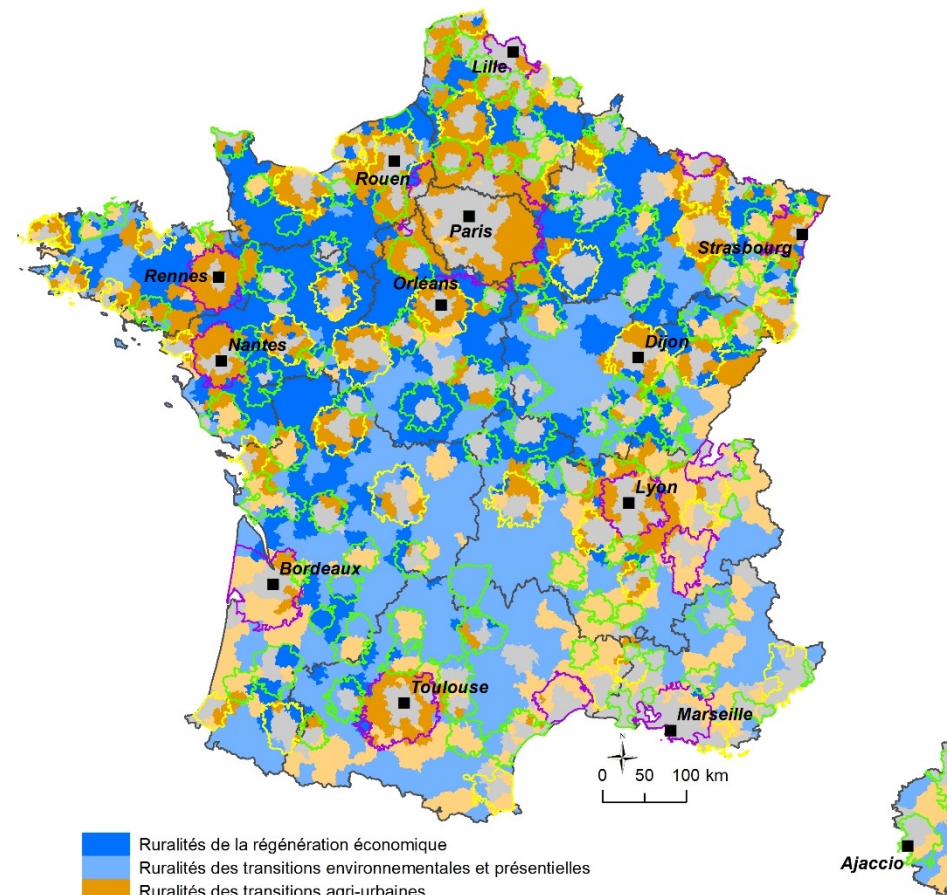 Lille
Rouen
Paris
Strasbourg
Rennes
Orléans
Nantes
Dijon
Lyon
Bordeaux
Toulouse
Marseille
N
0 50 100 km
Ajaccio
Ruralités de la régénération économique
Ruralités des transitions environnementales et présentielles
Ruralités des transitions agri-urbaines